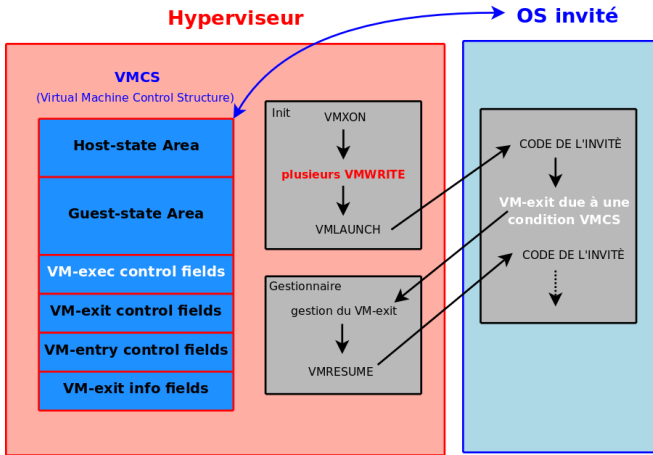 Hyperviseur
OS invité
VMCS
(Virtual Machine Control Structure)
Host-state Area
Guest-state Area
VM-exec control fields
VM-exit control fields
VM-entry control fields
VM-exit info fields
Init
VMXON
plusieurs VMWRITE
VMLAUNCH
Gestionnaire
gestion du VM-exit
VMRESUME
CODE DE L'INVITÈ
VM-exit due à une
condition VMCS
CODE DE L'INVITÈ